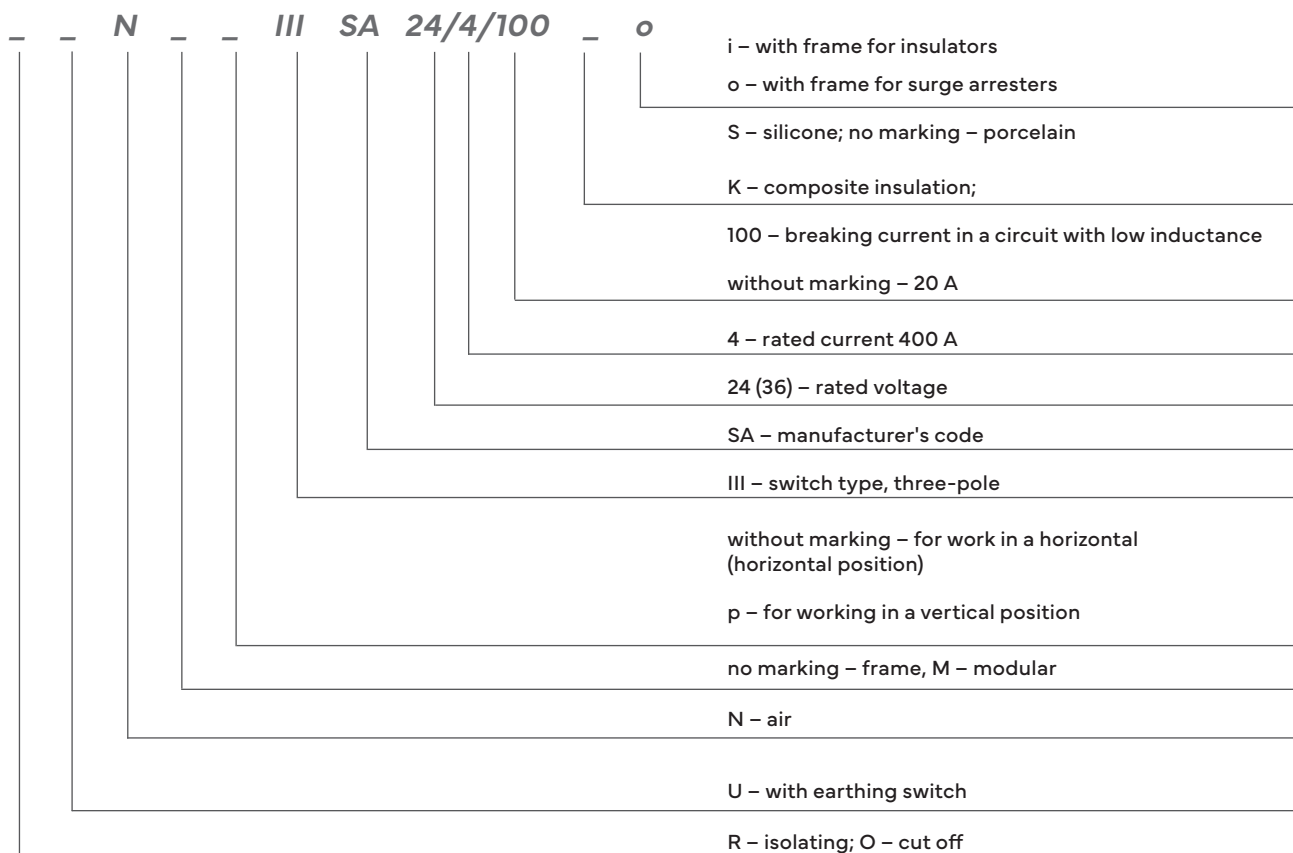 _ _ N _ _ III SA 24/4/100 _ o
i – with frame for insulators
o – with frame for surge arresters
S – silicone; no marking – porcelain
K – composite insulation;
100 – breaking current in a circuit with low inductance
without marking – 20 A
4 – rated current 400 A
24 (36) – rated voltage
SA – manufacturer's code
III – switch type, three-pole
without marking – for work in a horizontal
(horizontal position)
p – for working in a vertical position
no marking – frame, M – modular
N – air
U – with earthing switch
R – isolating; O – cut off